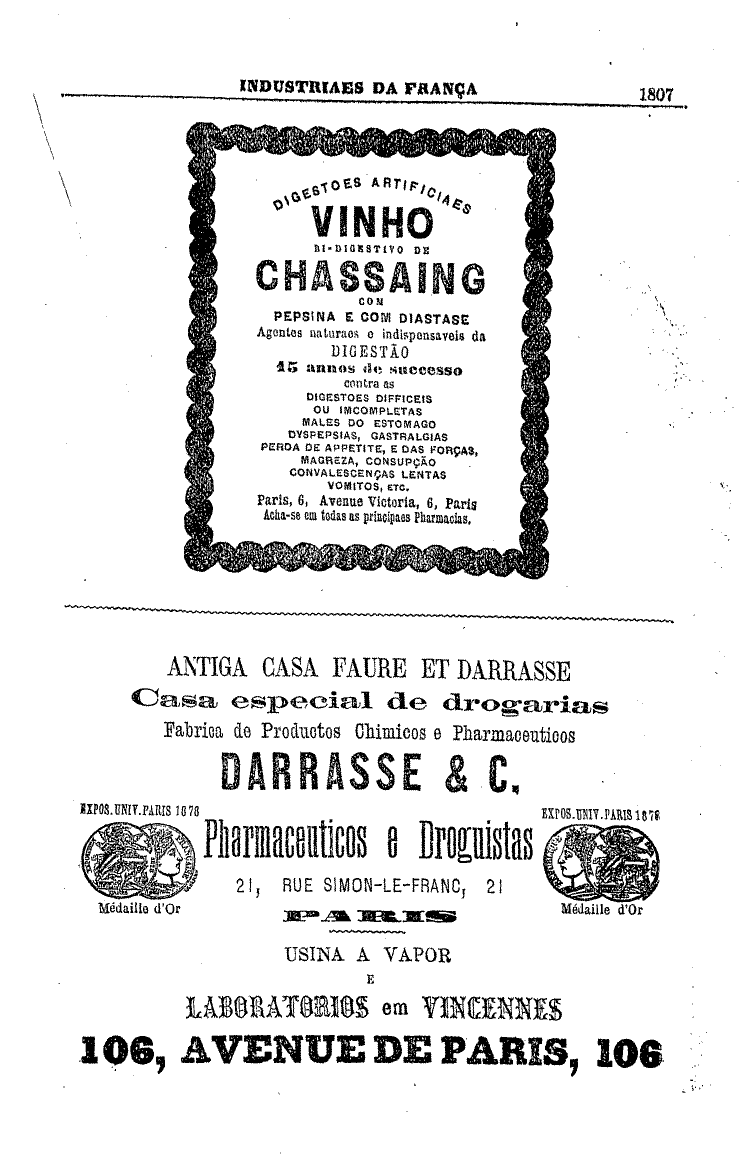 INDUSTRIAES DA FRANÇA 1807
DIGESTOES ARTIFICIAES
VINHO
BI-DIGESTIVO DE
CHASSAING
COM
PEPSINA E COM DIASTASE
Agentes naturaes e indispensaveis da
DIGESTÃO
15 annos de successo
contra as
DIGESTOES DIFFICEIS
OU IMCOMPLETAS
MALES DO ESTOMAGO
DYSPEPSIAS, GASTRALGIAS
PERDA DE APPETITE, E DAS FORÇAS,
MAGREZA, CONSUPÇÃO
CONVALESCENÇAS LENTAS
VOMITOS, ETC.
Paris, 6, Avenue Victoria, 6, Paris
Acha-se em todas as principaes Pharmacias.
ANTIGA CASA FAURE ET DARRASSE
Casa especial de drogarias
Fabrica de Productos Chimicos e Pharmaceuticos
DARRASSE & C.
EXPOS. UNIV. PARIS 1878
Médaille d'Or
Pharmaceuticos e Droguistas
EXPOS. UNIV. PARIS 1878
Médaille d'Or
21, RUE SIMON-LE-FRANC, 21
PARIS
USINA A VAPOR
E
LABORATORIOS em VINCENNES
106, AVENUE DE PARIS, 106